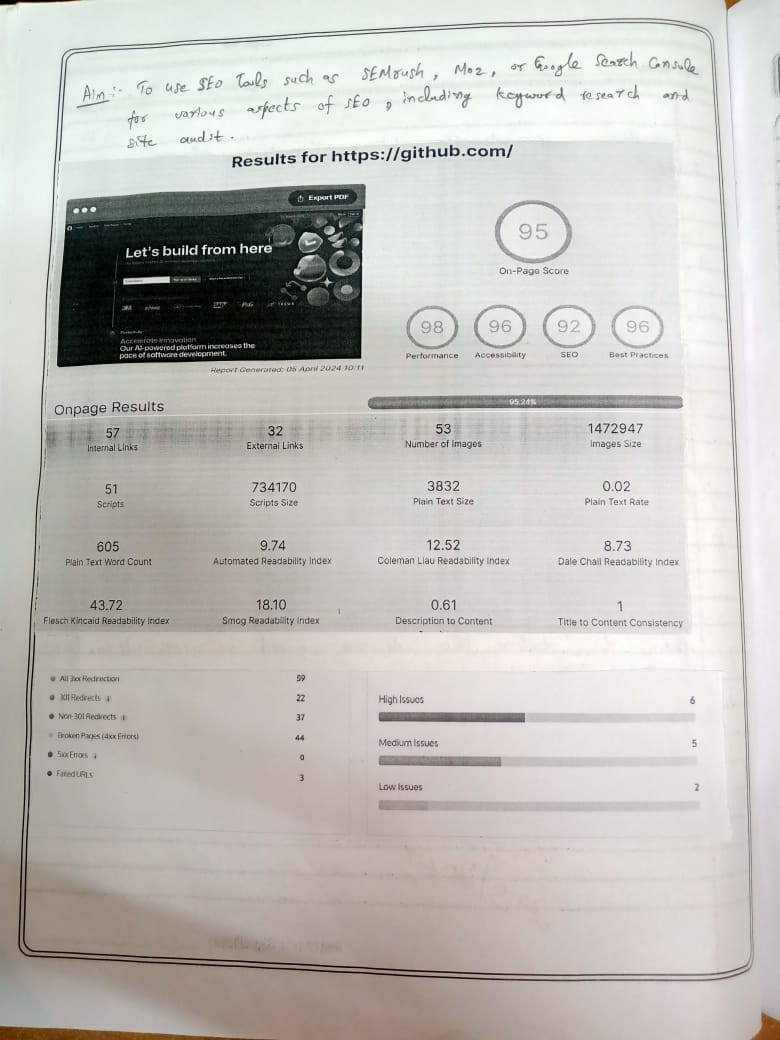 Aim :- To use SEO Tools such as SEMrush, Moz, or Google Search Console
for various aspects of SEO, including keyword research and
site audit.
Results for https://github.com/
Export PDF
Let's build from here
3M
P&G
Productivity
Accelerate innovation
Our AI-powered platform increases the
pace of software development.
Report Generated: 05 April 2024 10:11
95
On-Page Score
98 96 92 96
Performance Accessibility SEO Best Practices
Onpage Results
95.24%
57 32 53 1472947
Internal Links External Links Number of Images Images Size
51 734170 3832 0.02
Scripts Scripts Size Plain Text Size Plain Text Rate
605 9.74 12.52 8.73
Plain Text Word Count Automated Readability Index Coleman Liau Readability Index Dale Chall Readability Index
43.72 18.10 0.61 1
Flesch Kincaid Readability Index Smog Readability Index Description to Content Title to Content Consistency
All 3xx Redirection 59
301 Redirects 22
Non-301 Redirects 37
Broken Pages (4xx Errors) 44
5xx Errors 0
Failed URLs 3
High Issues 6
Medium Issues 5
Low Issues 2